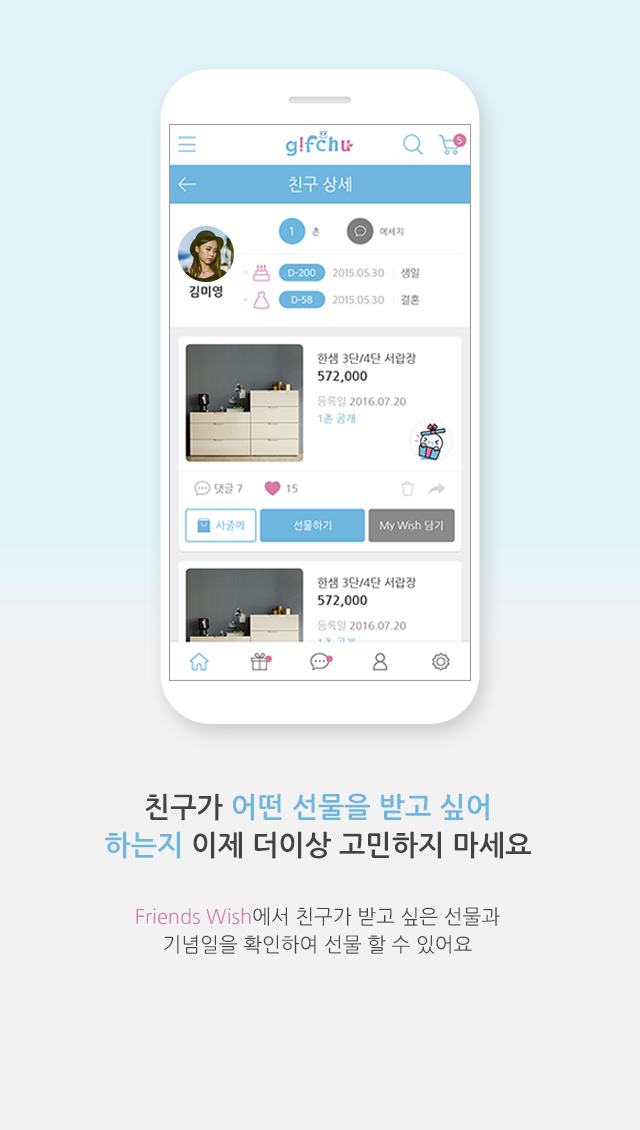 g!fchu
5
친구 상세
1 촌 메세지
김미영
D-200 2015.05.30 생일
D-58 2015.05.30 결혼
한샘 3단/4단 서랍장
572,000
등록일 2016.07.20
1촌 공개
댓글 7 15
사줄께 선물하기 My Wish 담기
한샘 3단/4단 서랍장
572,000
등록일 2016.07.20
1촌 공개
친구가 어떤 선물을 받고 싶어
하는지 이제 더이상 고민하지 마세요
Friends Wish에서 친구가 받고 싶은 선물과
기념일을 확인하여 선물 할 수 있어요